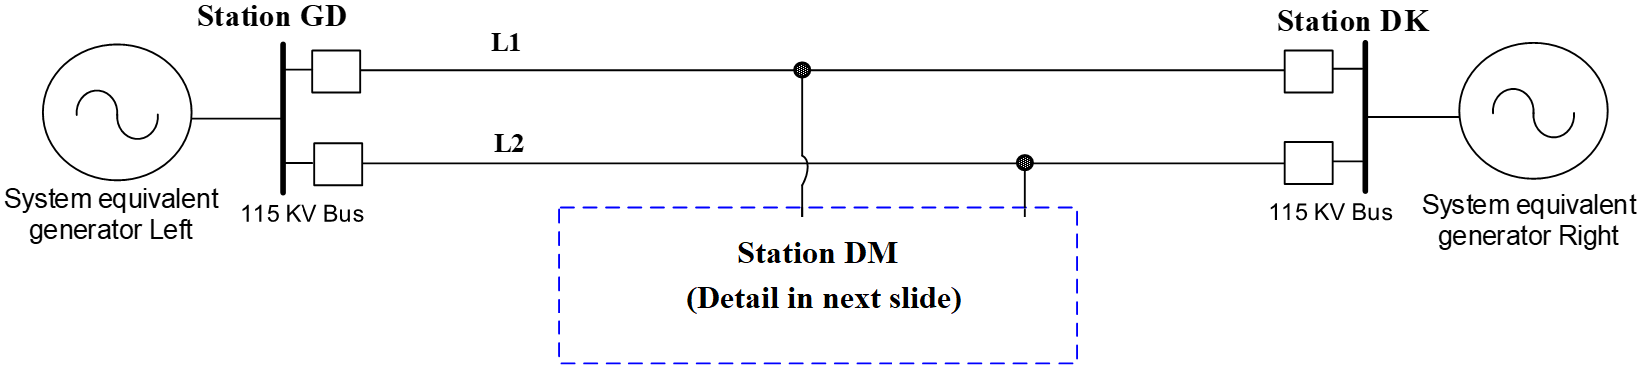 Station GD
Station DK
L1
L2
System equivalent
generator Left
115 KV Bus
115 KV Bus
System equivalent
generator Right
Station DM
(Detail in next slide)